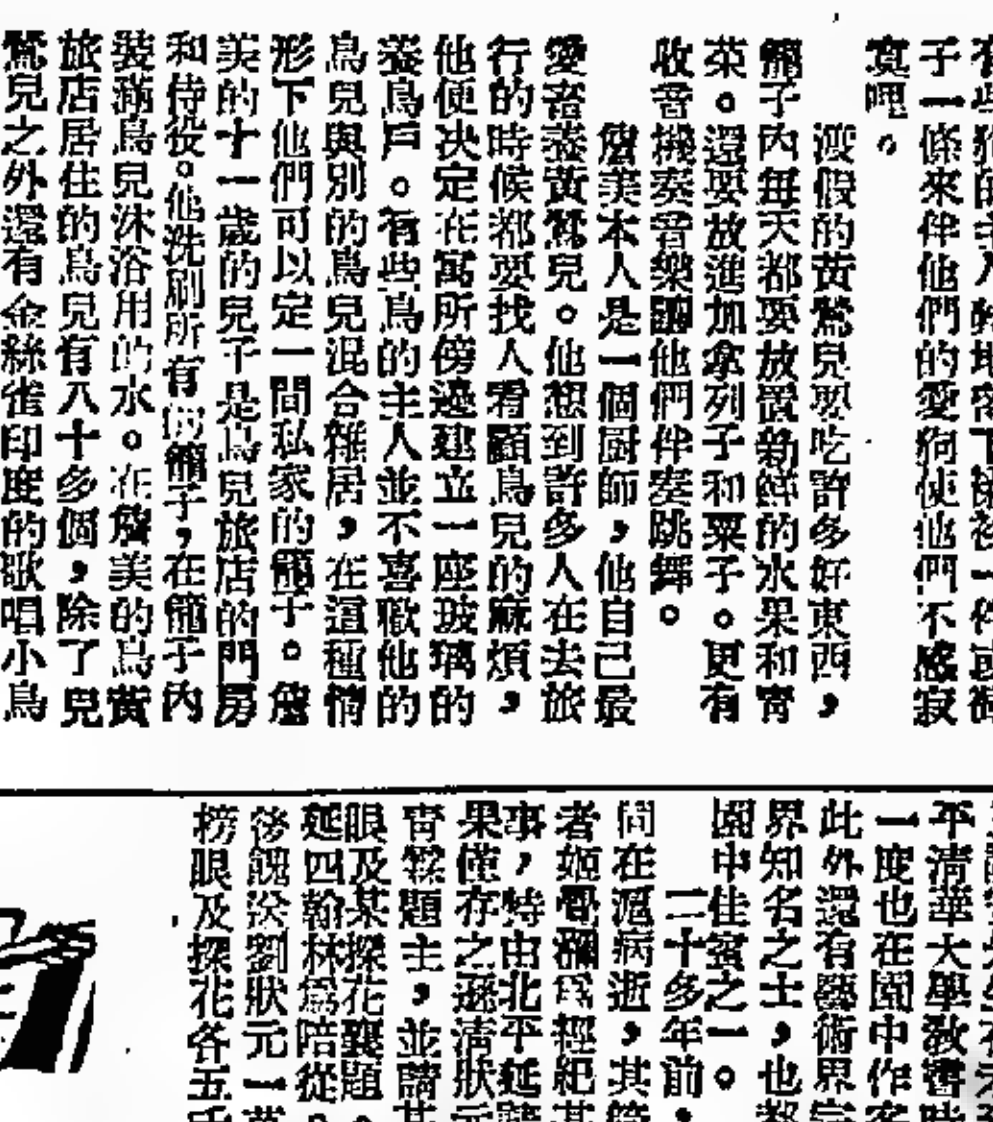 子一條來伴他們的愛狗使他們不感寂
寞哩。
渡假的黃鶯兒要吃許多好東西，
籠子內每天都要放置新鮮的水果和青
菜。還要放進加拿列子和粟子。更有
收音機奏音樂讓他們伴奏跳舞。
詹美本人是一個廚師，他自己最
愛畜養黃鶯兒。他想到許多人在去旅
行的時候都要找人看顧鳥兒的麻煩，
他便決定在寓所傍邊建立一座玻璃的
養鳥戶。有些鳥的主人並不喜歡他的
鳥兒與別的鳥兒混合雜居，在這種情
形下他們可以定一間私家的籠子。詹
美的十一歲的兒子是鳥兒旅店的門房
和侍役。他洗刷所有的籠子，在籠子內
裝滿鳥兒沐浴用的水。在詹美的鳥
旅店居住的鳥兒有八十多個，除了
鶯兒之外還有金絲雀印度的歌唱小鳥
平清華大學教書時
一度也在園中作客
此外還有藝術界
界知名之士，也都
園中佳賓之一。
二十多年前，
間在滬病逝，其
者姬覺彌為經紀其
事，特由北平延
果僅存之遜清狀元
題主，並請其
眼及某探花襄題。
延四翰林為陪從。
後餽送劉狀元一萬
榜眼及探花各五千